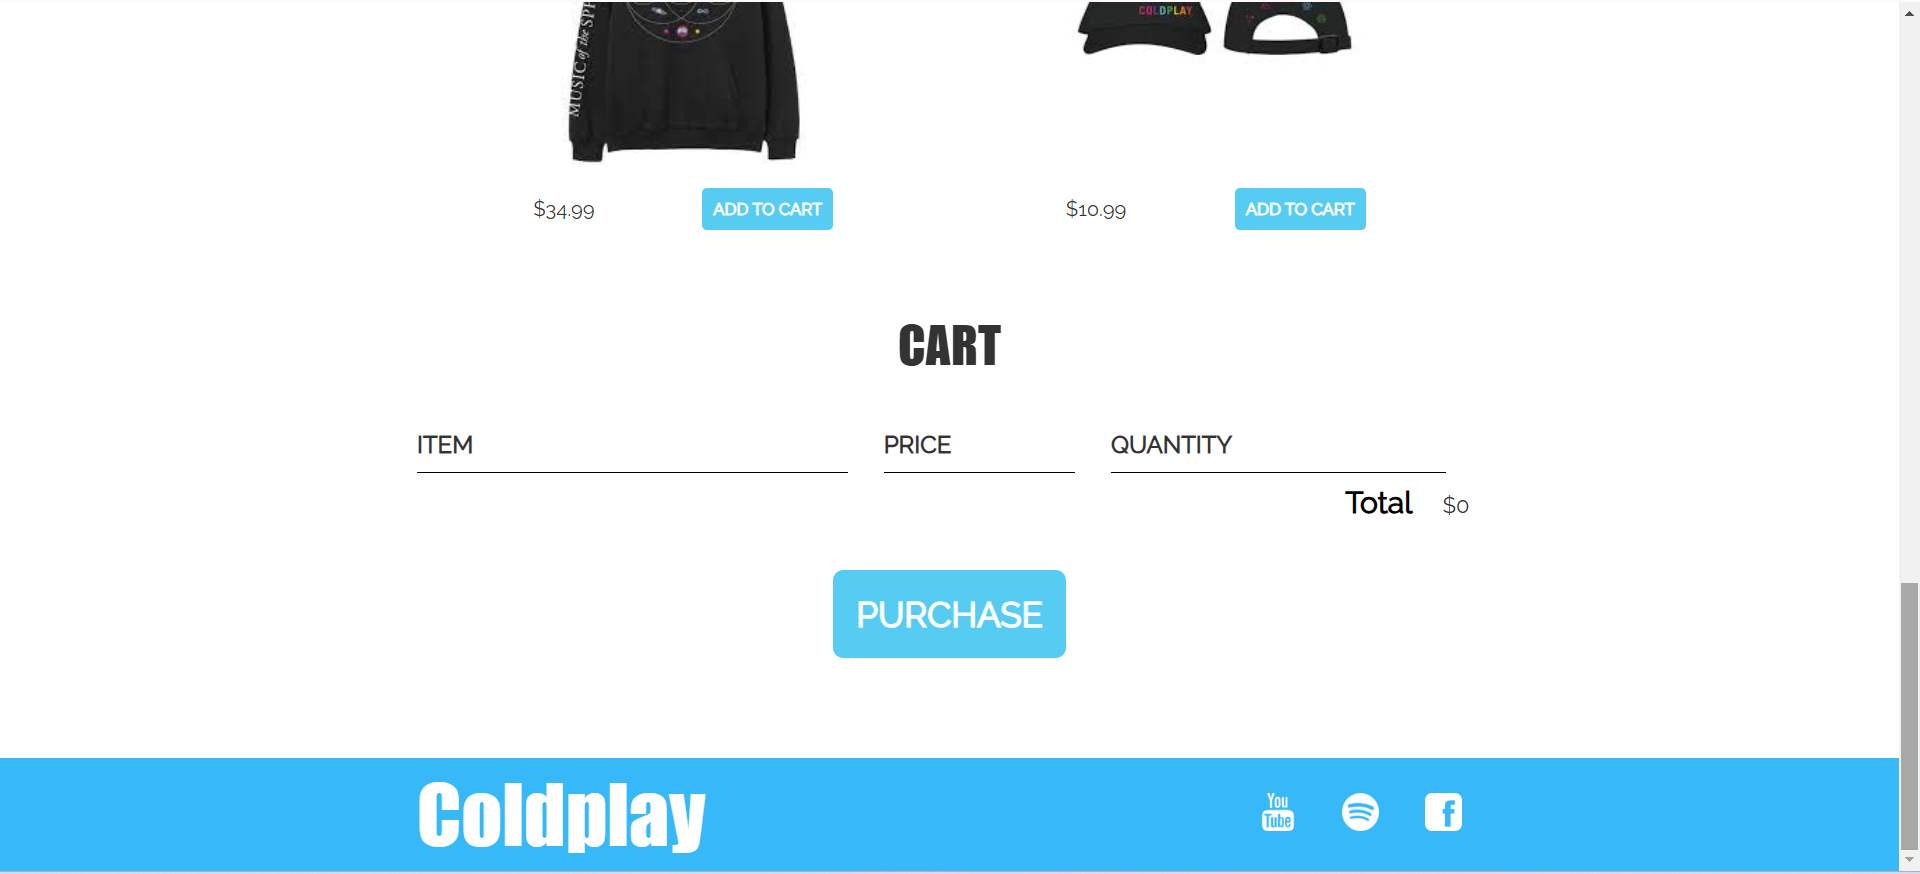 MUSIC of the SPH
COLDPLAY
$34.99
ADD TO CART
$10.99
ADD TO CART
CART
ITEM
PRICE
QUANTITY
Total $0
PURCHASE
Coldplay
You
Tube